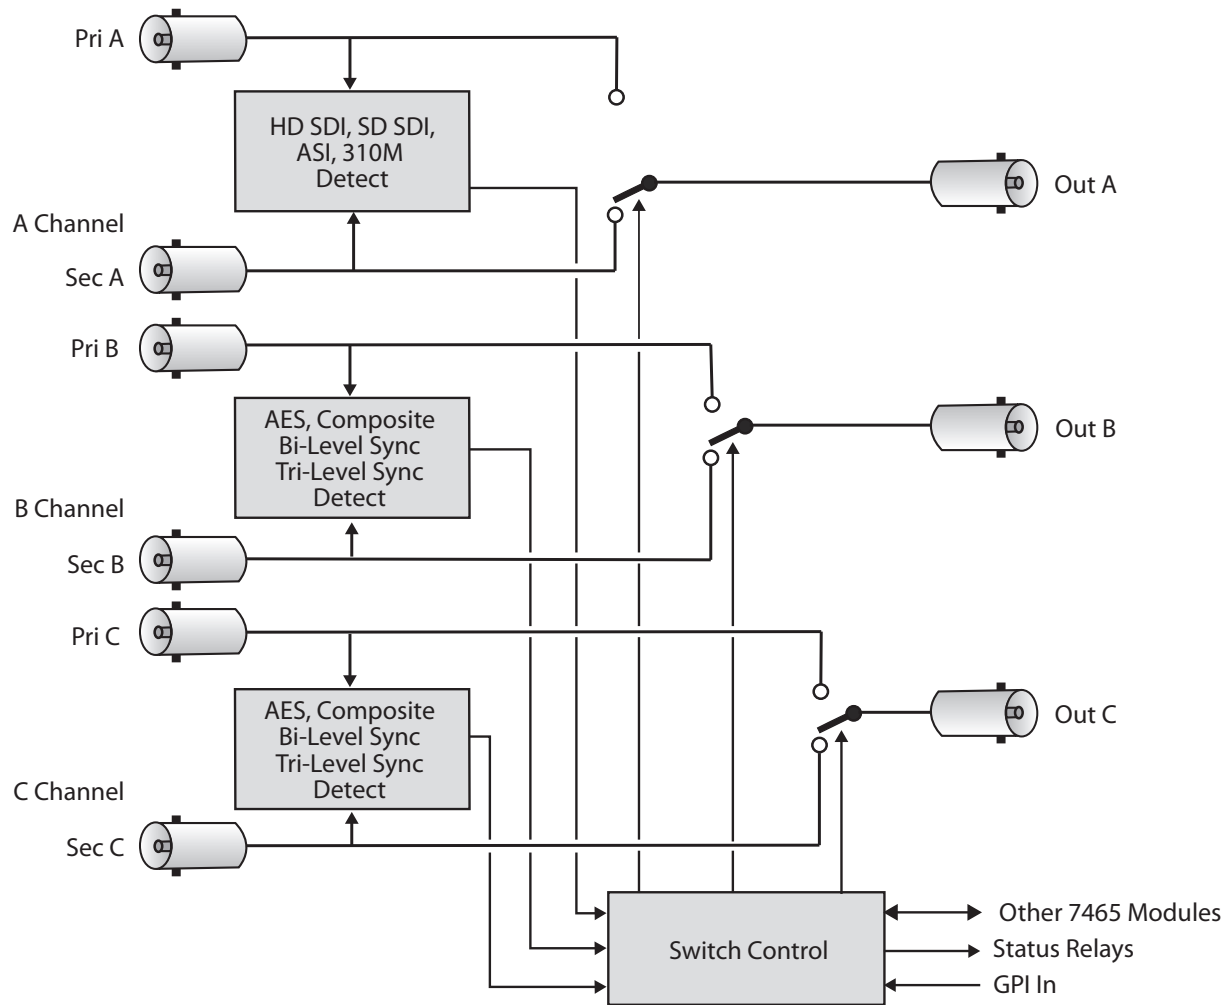 Pri A
HD SDI, SD SDI,
ASI, 310M
Detect
Out A
A Channel
Sec A
Pri B
AES, Composite
Bi-Level Sync
Tri-Level Sync
Detect
Out B
B Channel
Sec B
Pri C
AES, Composite
Bi-Level Sync
Tri-Level Sync
Detect
Out C
C Channel
Sec C
Switch Control
Other 7465 Modules
Status Relays
GPI In